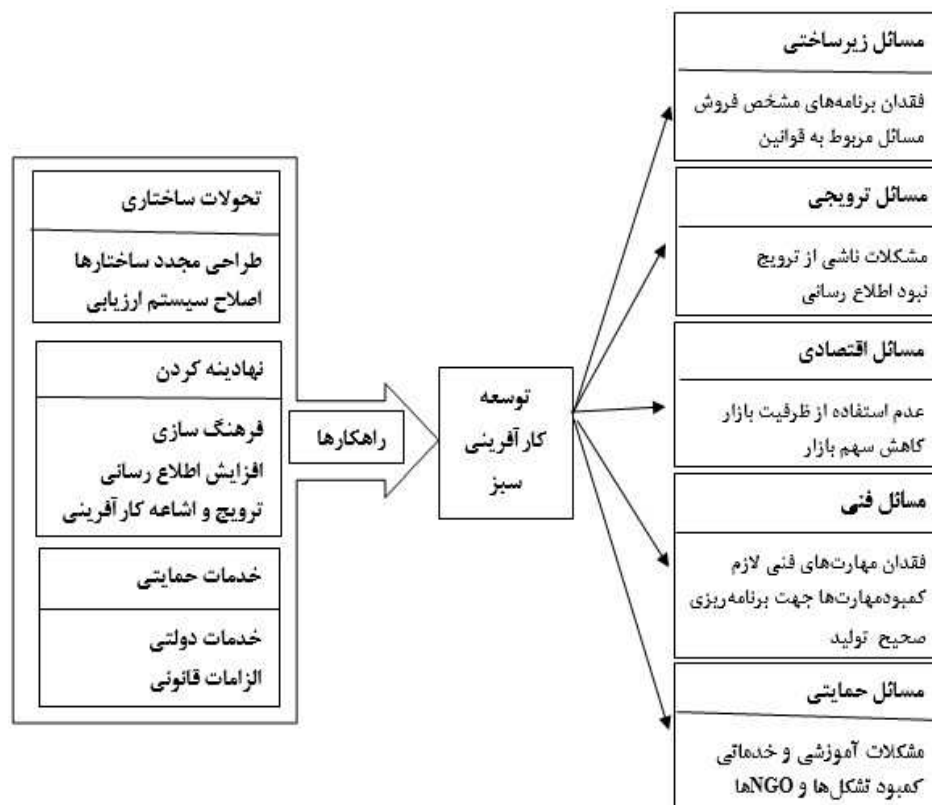 مسائل زیرساختی
فقدان برنامه‌های مشخص فروش
مسائل مربوط به قوانین
مسائل ترویجی
مشکلات ناشی از ترویج
نبود اطلاع رسانی
مسائل اقتصادی
عدم استفاده از ظرفیت بازار
کاهش سهم بازار
مسائل فنی
فقدان مهارت‌های فنی لازم
کمبودمهارت‌ها جهت برنامه‌ریزی
صحیح تولید
مسائل حمایتی
مشکلات آموزشی و خدماتی
کمبود تشکل‌ها و NGOها
توسعه
کارآفرینی
سبز
راهکارها
تحولات ساختاری
طراحی مجدد ساختارها
اصلاح سیستم ارزیابی
نهادینه کردن
فرهنگ سازی
افزایش اطلاع رسانی
ترویج و اشاعه کارآفرینی
خدمات حمایتی
خدمات دولتی
الزامات قانونی